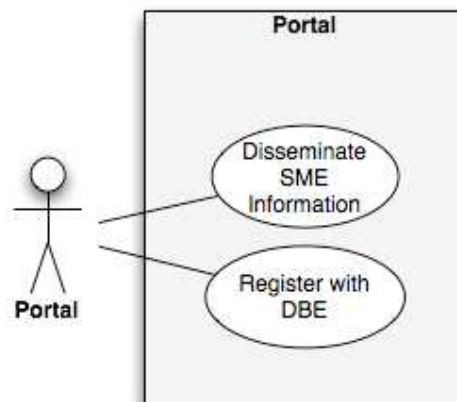 Portal
Disseminate
SME
Information
Register with
DBE
Portal